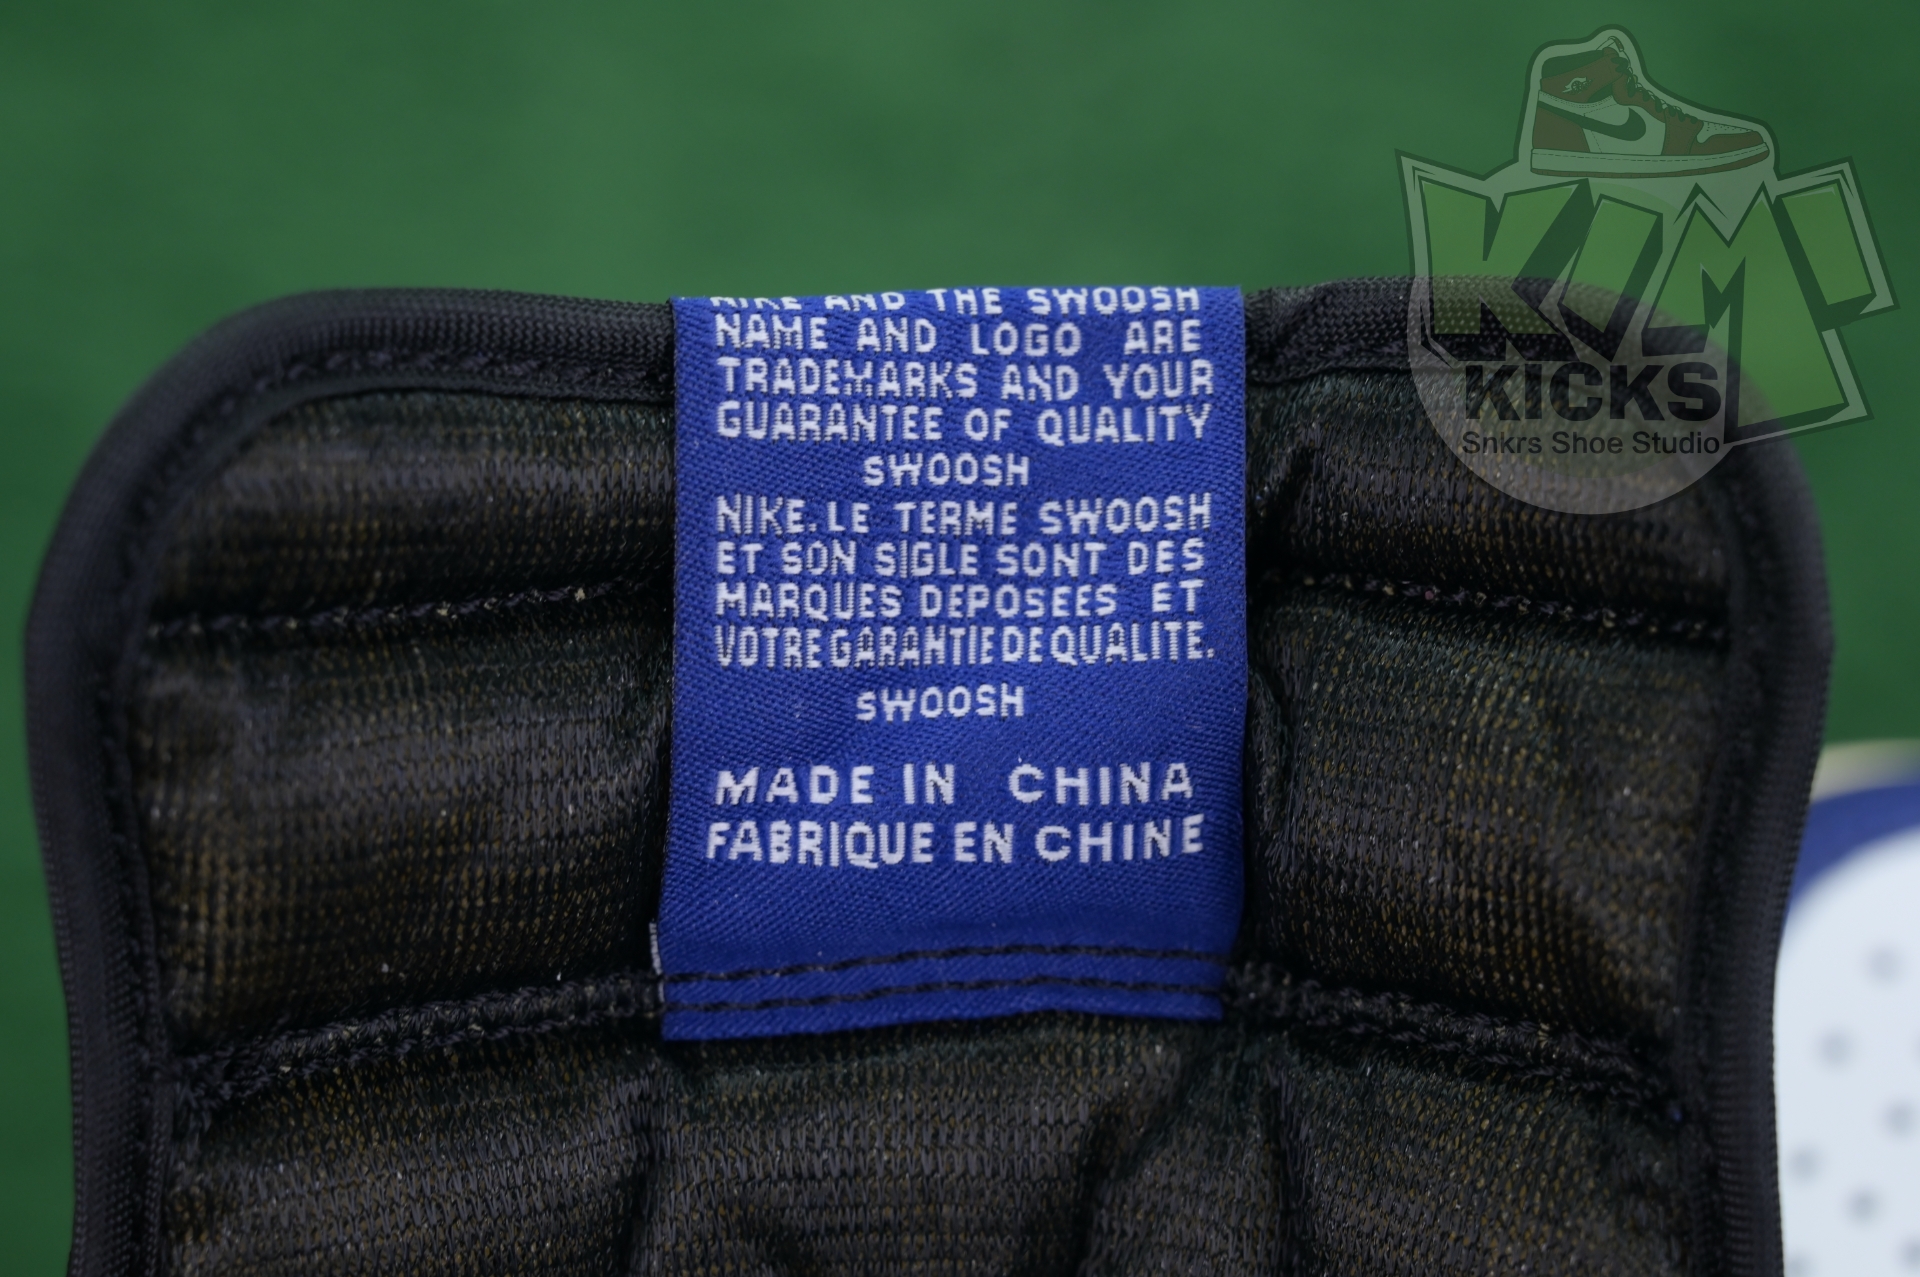 NIKE AND THE SWOOSH
NAME AND LOGO ARE
TRADEMARKS AND YOUR
GUARANTEE OF QUALITY
SWOOSH
NIKE. LE TERME SWOOSH
ET SON SIGLE SONT DES
MARQUES DEPOSEES ET
VOTRE GARANTIE DE QUALITE.
SWOOSH
MADE IN CHINA
FABRIQUE EN CHINE
KIM'
KICKS
Snkrs Shoe Studio